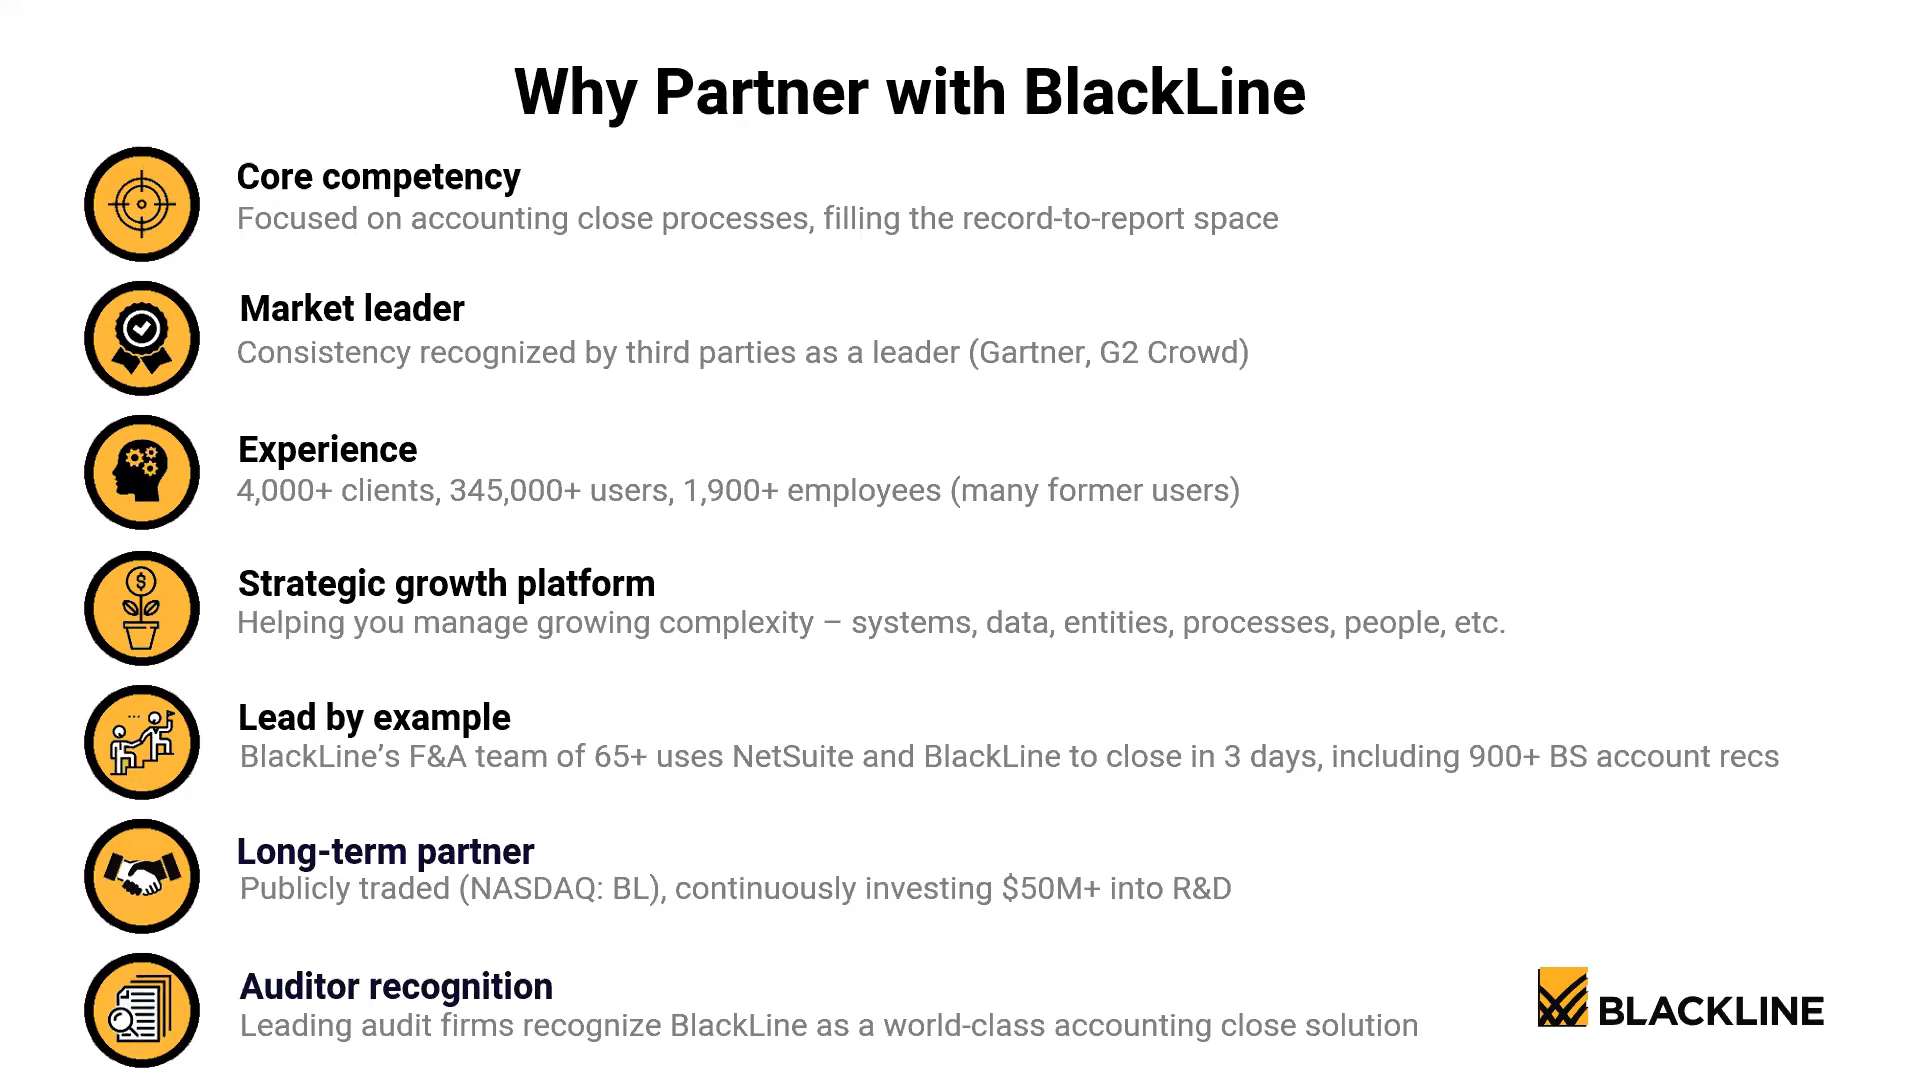 Why Partner with BlackLine
Core competency
Focused on accounting close processes, filling the record-to-report space
Market leader
Consistency recognized by third parties as a leader (Gartner, G2 Crowd)
Experience
4,000+ clients, 345,000+ users, 1,900+ employees (many former users)
Strategic growth platform
Helping you manage growing complexity – systems, data, entities, processes, people, etc.
Lead by example
BlackLine’s F&A team of 65+ uses NetSuite and BlackLine to close in 3 days, including 900+ BS account recs
Long-term partner
Publicly traded (NASDAQ: BL), continuously investing $50M+ into R&D
Auditor recognition
Leading audit firms recognize BlackLine as a world-class accounting close solution
BLACKLINE